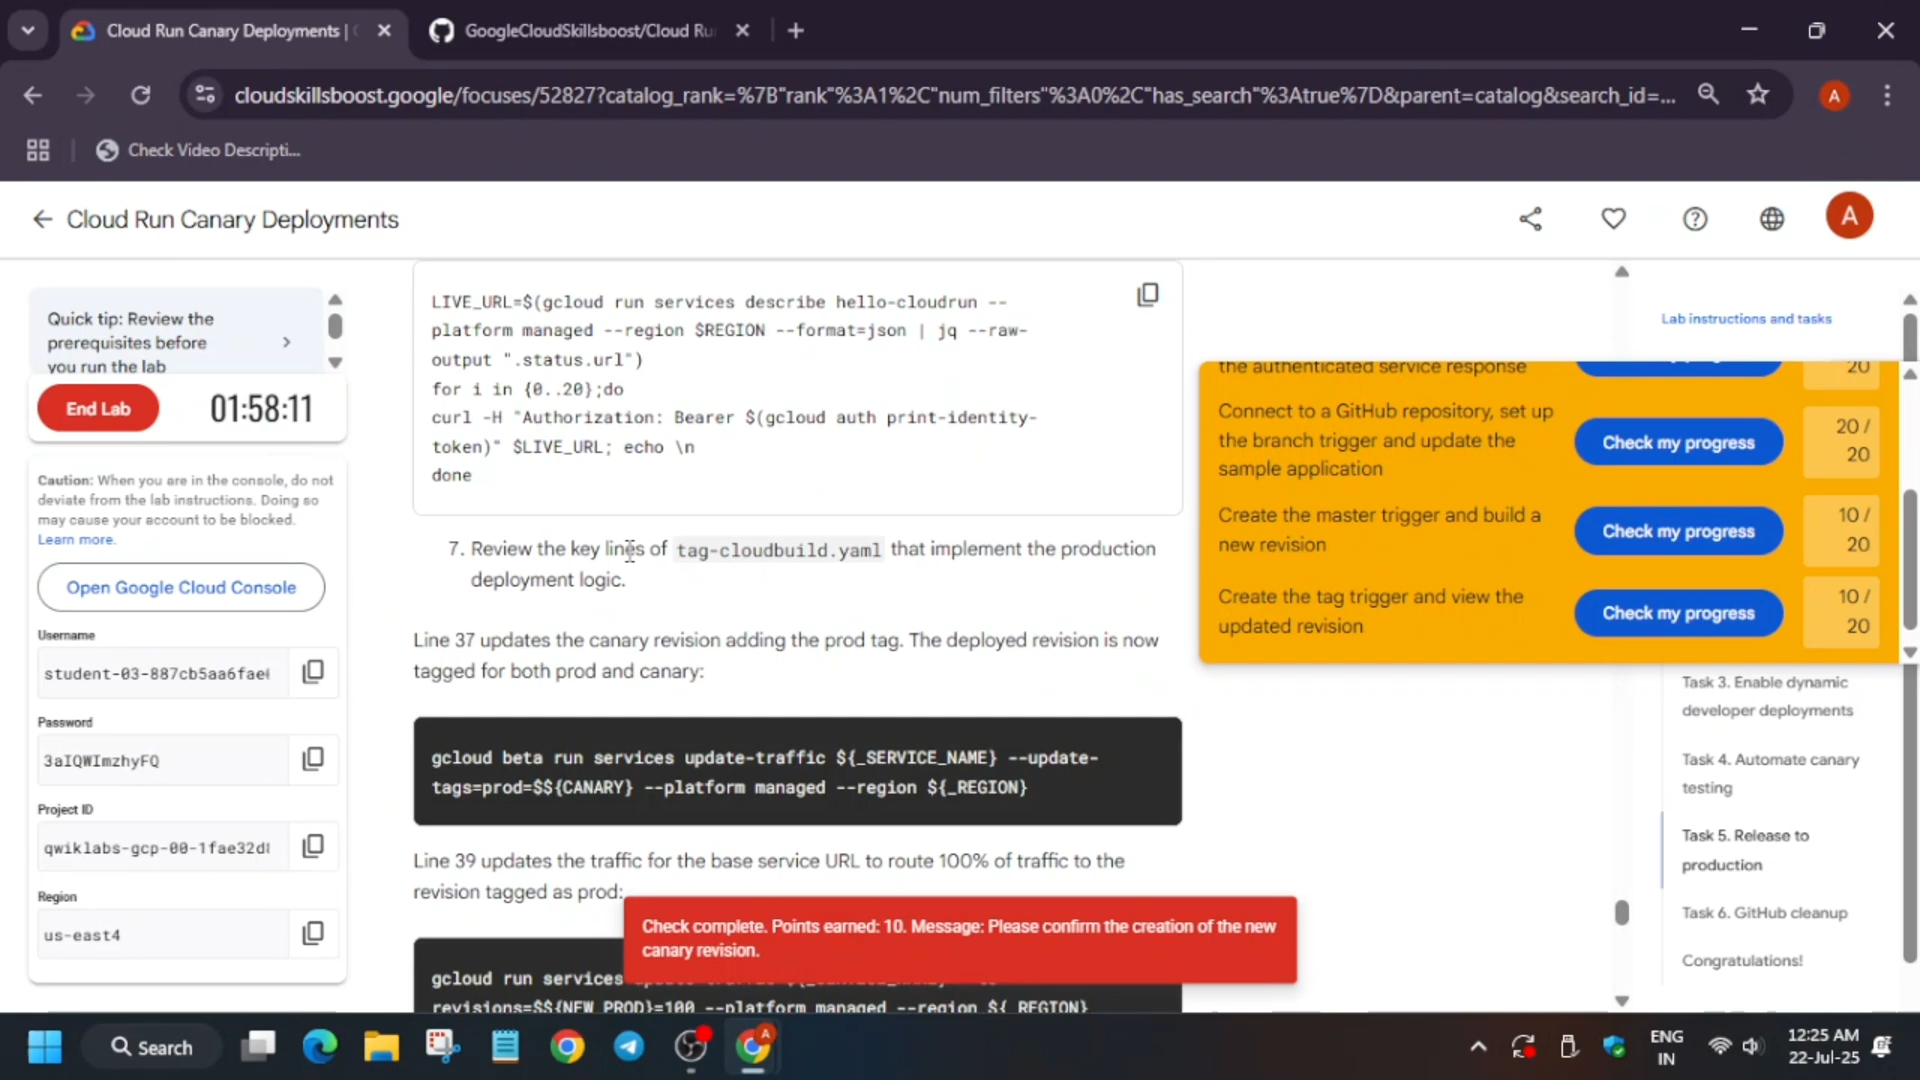 Cloud Run Canary Deployments |
GoogleCloudSkillsboost/Cloud Ru
cloudskillsboost.google/focuses/52827?catalog_rank=%7B"rank"%3A1%2C"num_filters"%3A0%2C"has_search"%3Atrue%7D&parent=catalog&search_id=...
A
Check Video Descripti...
Cloud Run Canary Deployments
A
Quick tip: Review the
prerequisites before
you run the lab
End Lab
01:58:11
Caution: When you are in the console, do not
deviate from the lab instructions. Doing so
may cause your account to be blocked.
Learn more.
Open Google Cloud Console
Username
student-03-887cb5aa6fae
Password
3aIQWImzhyFQ
Project ID
qwiklabs-gcp-00-1fae32d
Region
us-east4
LIVE_URL=$(gcloud run services describe hello-cloudrun --
platform managed --region $REGION --format=json | jq --raw-
output ".status.url")
for i in {0..20};do
curl -H "Authorization: Bearer $(gcloud auth print-identity-
token)" $LIVE_URL; echo \n
done
7. Review the key lines of tag-cloudbuild.yaml that implement the production
deployment logic.
Line 37 updates the canary revision adding the prod tag. The deployed revision is now
tagged for both prod and canary:
gcloud beta run services update-traffic ${_SERVICE_NAME} --update-
tags=prod=$${CANARY} --platform managed --region ${_REGION}
Line 39 updates the traffic for the base service URL to route 100% of traffic to the
revision tagged as prod:
gcloud run services
revisions=$${NEW_PROD}=100 --platform managed --region ${_REGION}
Check complete. Points earned: 10. Message: Please confirm the creation of the new
canary revision.
Lab instructions and tasks
the authenticated service response
20
Connect to a GitHub repository, set up
the branch trigger and update the
sample application
Check my progress
20 /
20
Create the master trigger and build a
new revision
Check my progress
10 /
20
Create the tag trigger and view the
updated revision
Check my progress
10 /
20
Task 3. Enable dynamic
developer deployments
Task 4. Automate canary
testing
Task 5. Release to
production
Task 6. GitHub cleanup
Congratulations!
Search
A
ENG
IN
12:25 AM
22-Jul-25